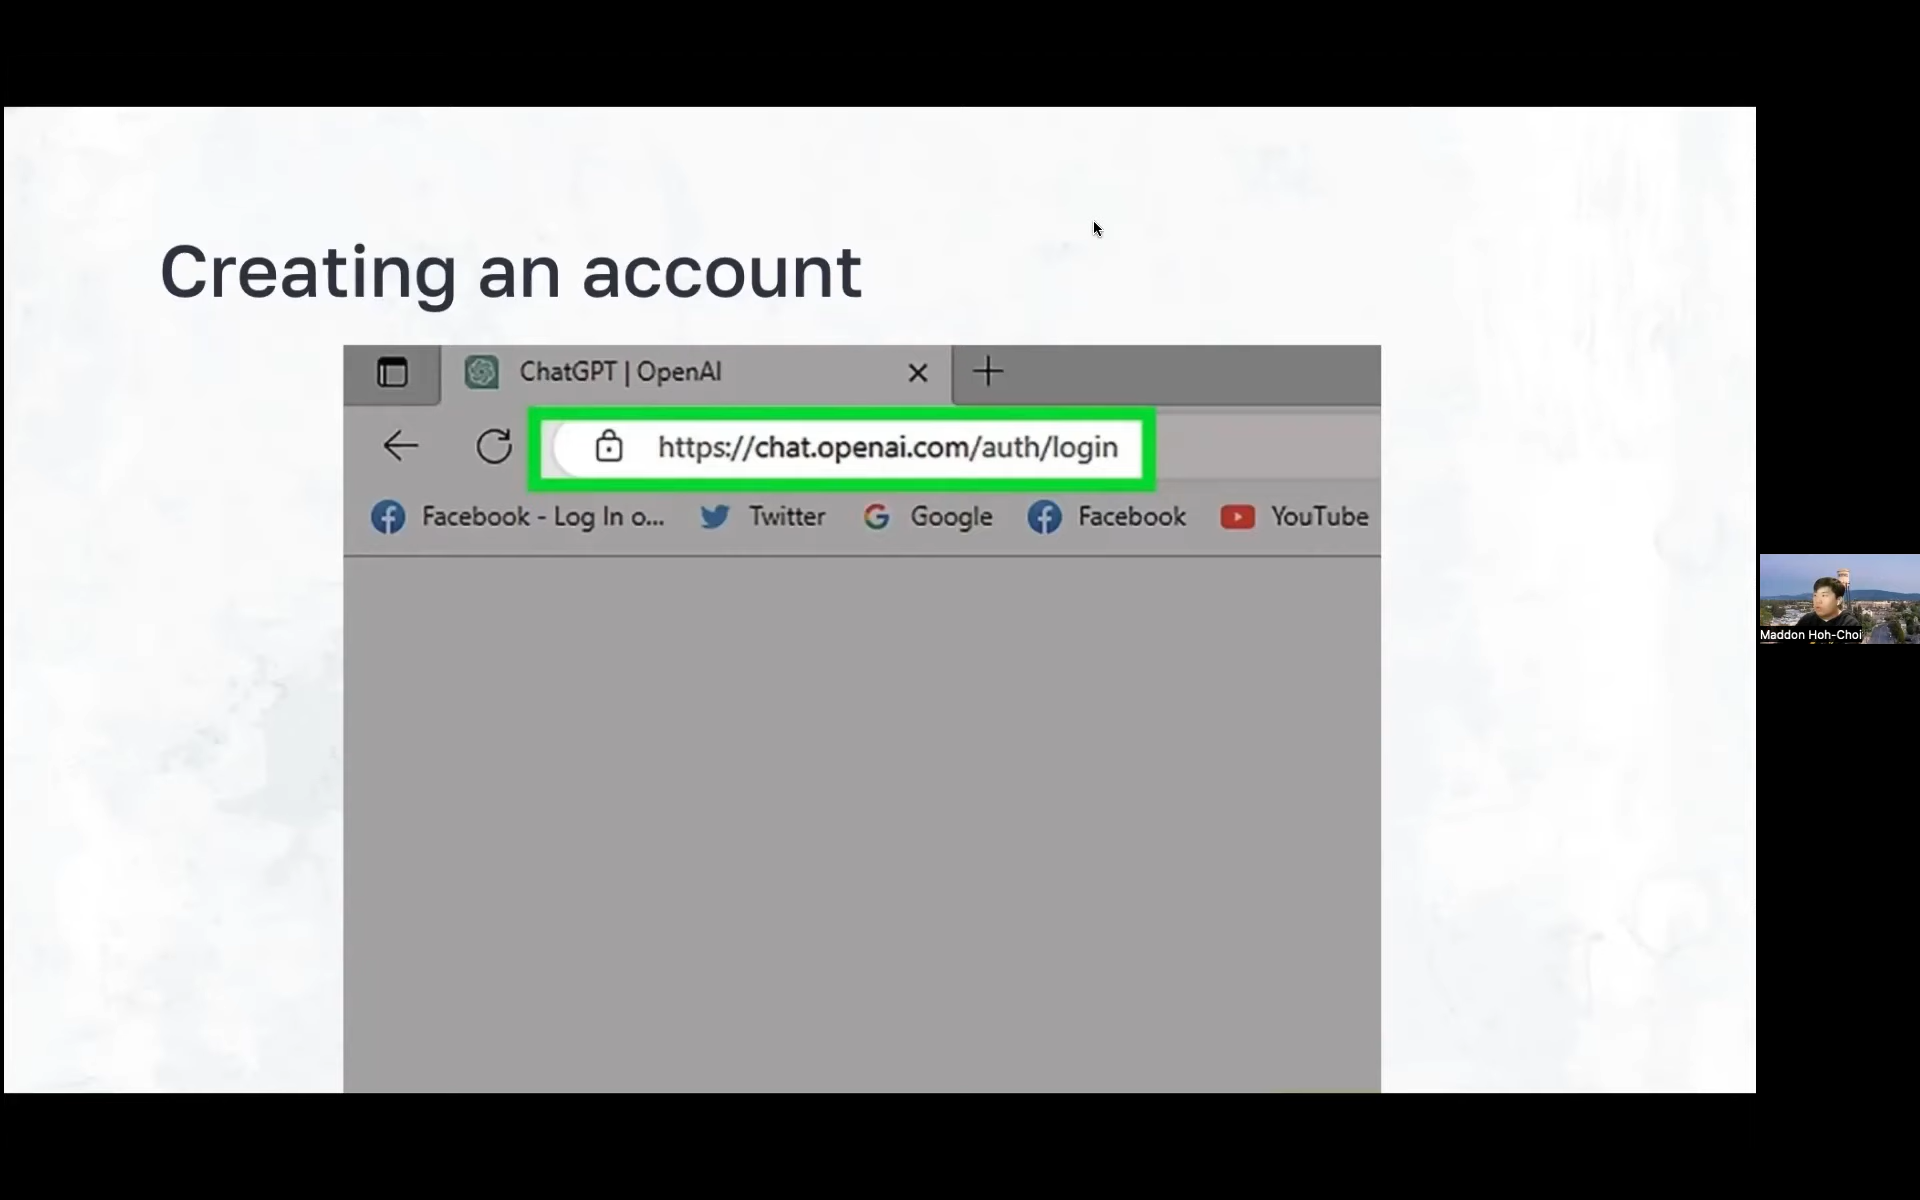 Creating an account
ChatGPT | OpenAI
https://chat.openai.com/auth/login
Facebook - Log In o... Twitter Google Facebook YouTube
Maddon Hoh-Choi